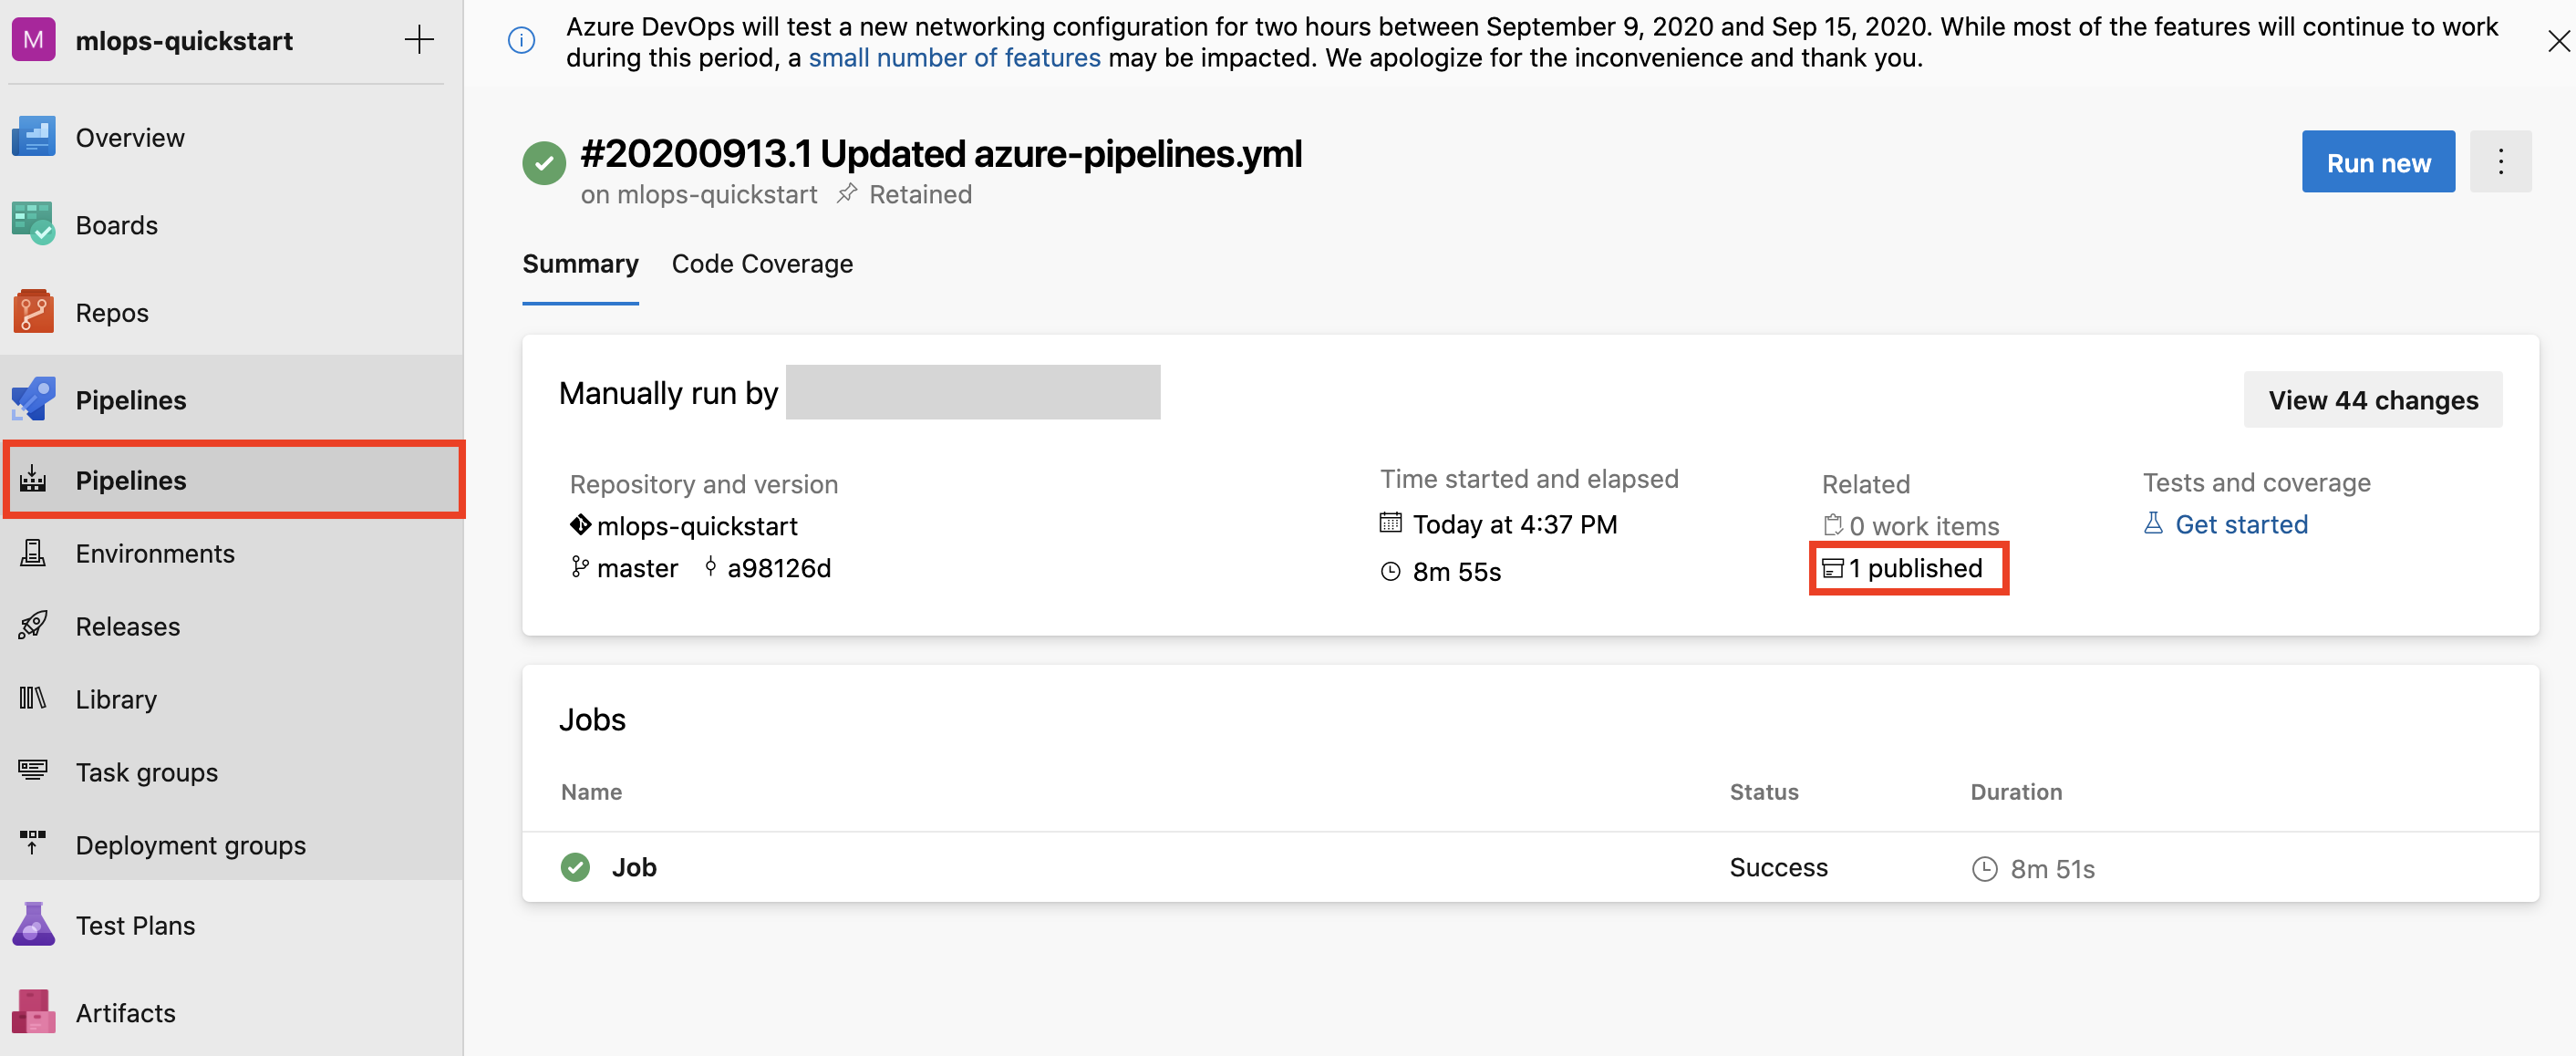 M mlops-quickstart
Overview
Boards
Repos
Pipelines
Pipelines
Environments
Releases
Library
Task groups
Deployment groups
Test Plans
Artifacts
Azure DevOps will test a new networking configuration for two hours between September 9, 2020 and Sep 15, 2020. While most of the features will continue to work
during this period, a small number of features may be impacted. We apologize for the inconvenience and thank you.
#20200913.1 Updated azure-pipelines.yml
on mlops-quickstart Retained
Run new
Summary Code Coverage
Manually run by
View 44 changes
Repository and version
mlops-quickstart
master a98126d
Time started and elapsed
Today at 4:37 PM
8m 55s
Related
0 work items
1 published
Tests and coverage
Get started
Jobs
Name Status Duration
Job Success 8m 51s